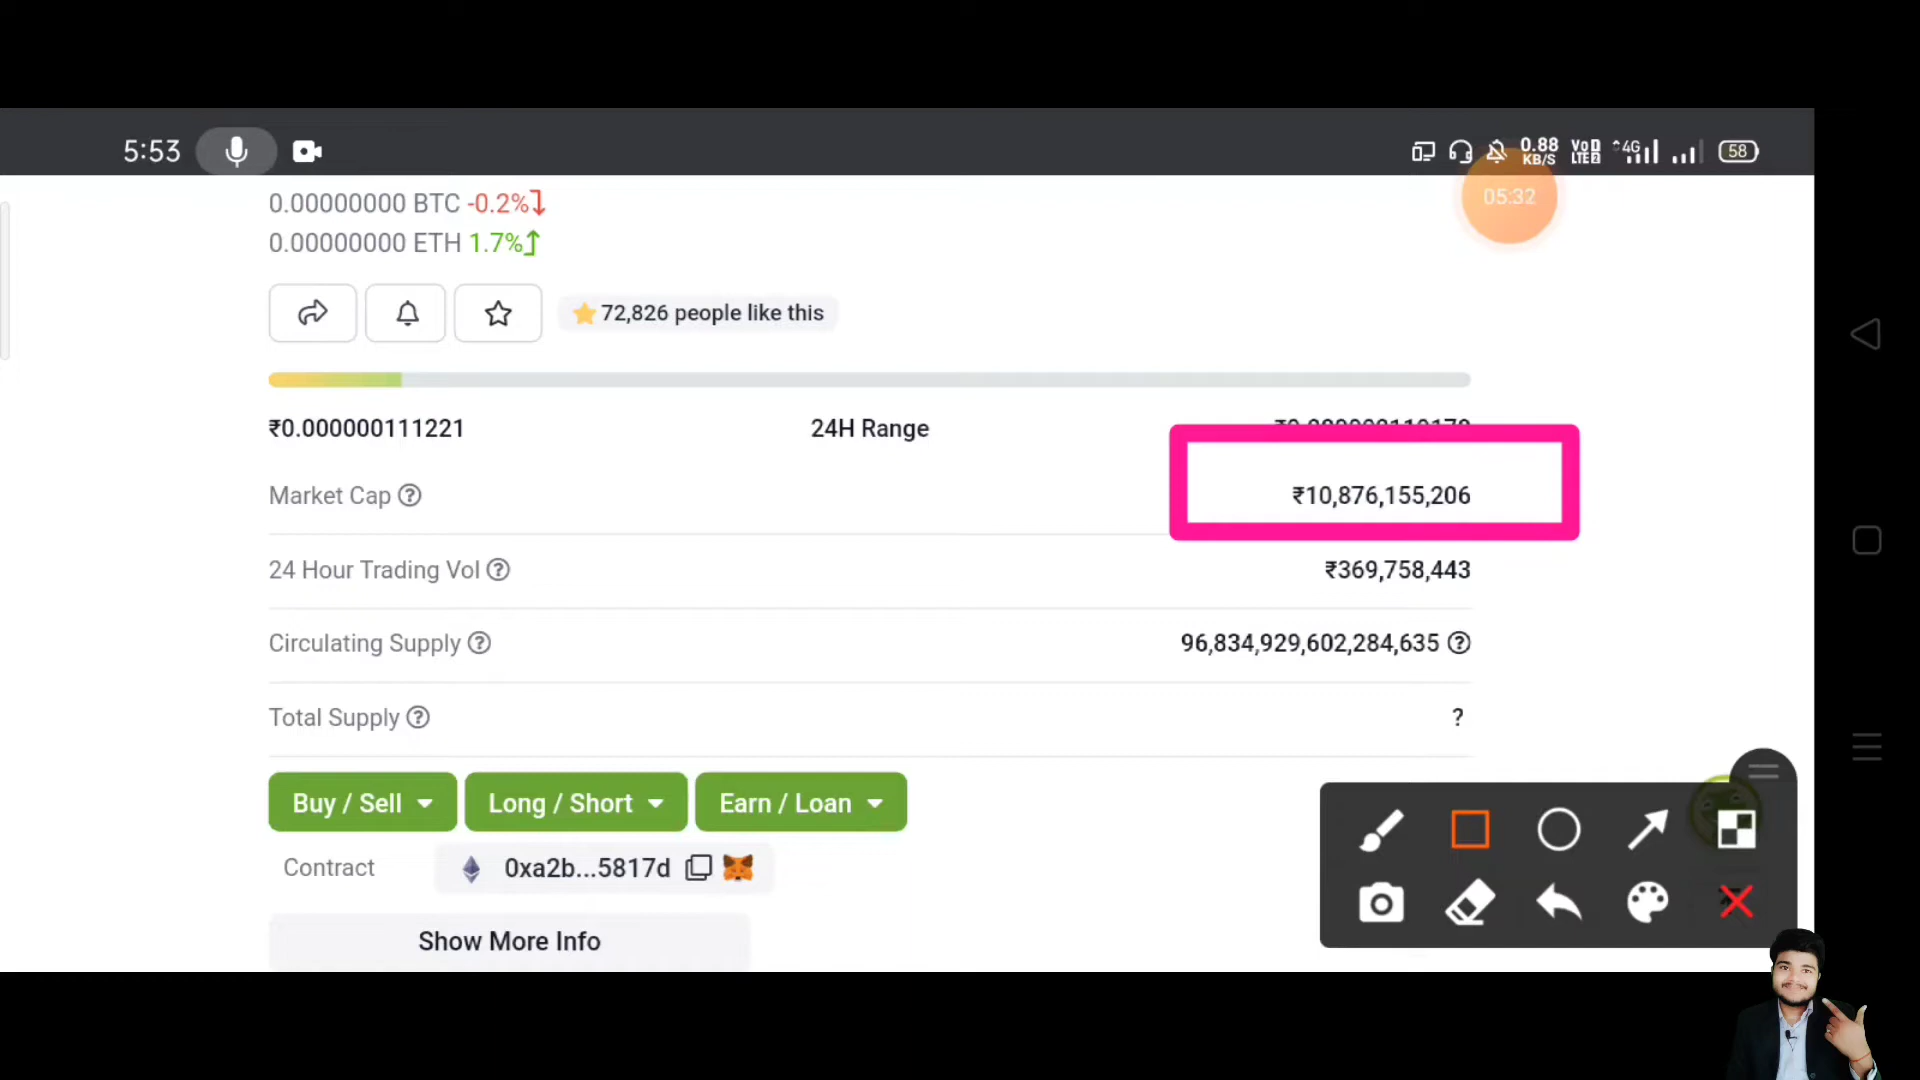 5:53
0.88
KB/S
VoD
LTE2
4G
58
05:32
0.00000000 BTC -0.2%
0.00000000 ETH 1.7%
72,826 people like this
₹0.000000111221
24H Range
Market Cap ?
₹10,876,155,206
24 Hour Trading Vol ?
₹369,758,443
Circulating Supply ?
96,834,929,602,284,635 ?
Total Supply ?
?
Buy / Sell
Long / Short
Earn / Loan
Contract
0xa2b...5817d
Show More Info